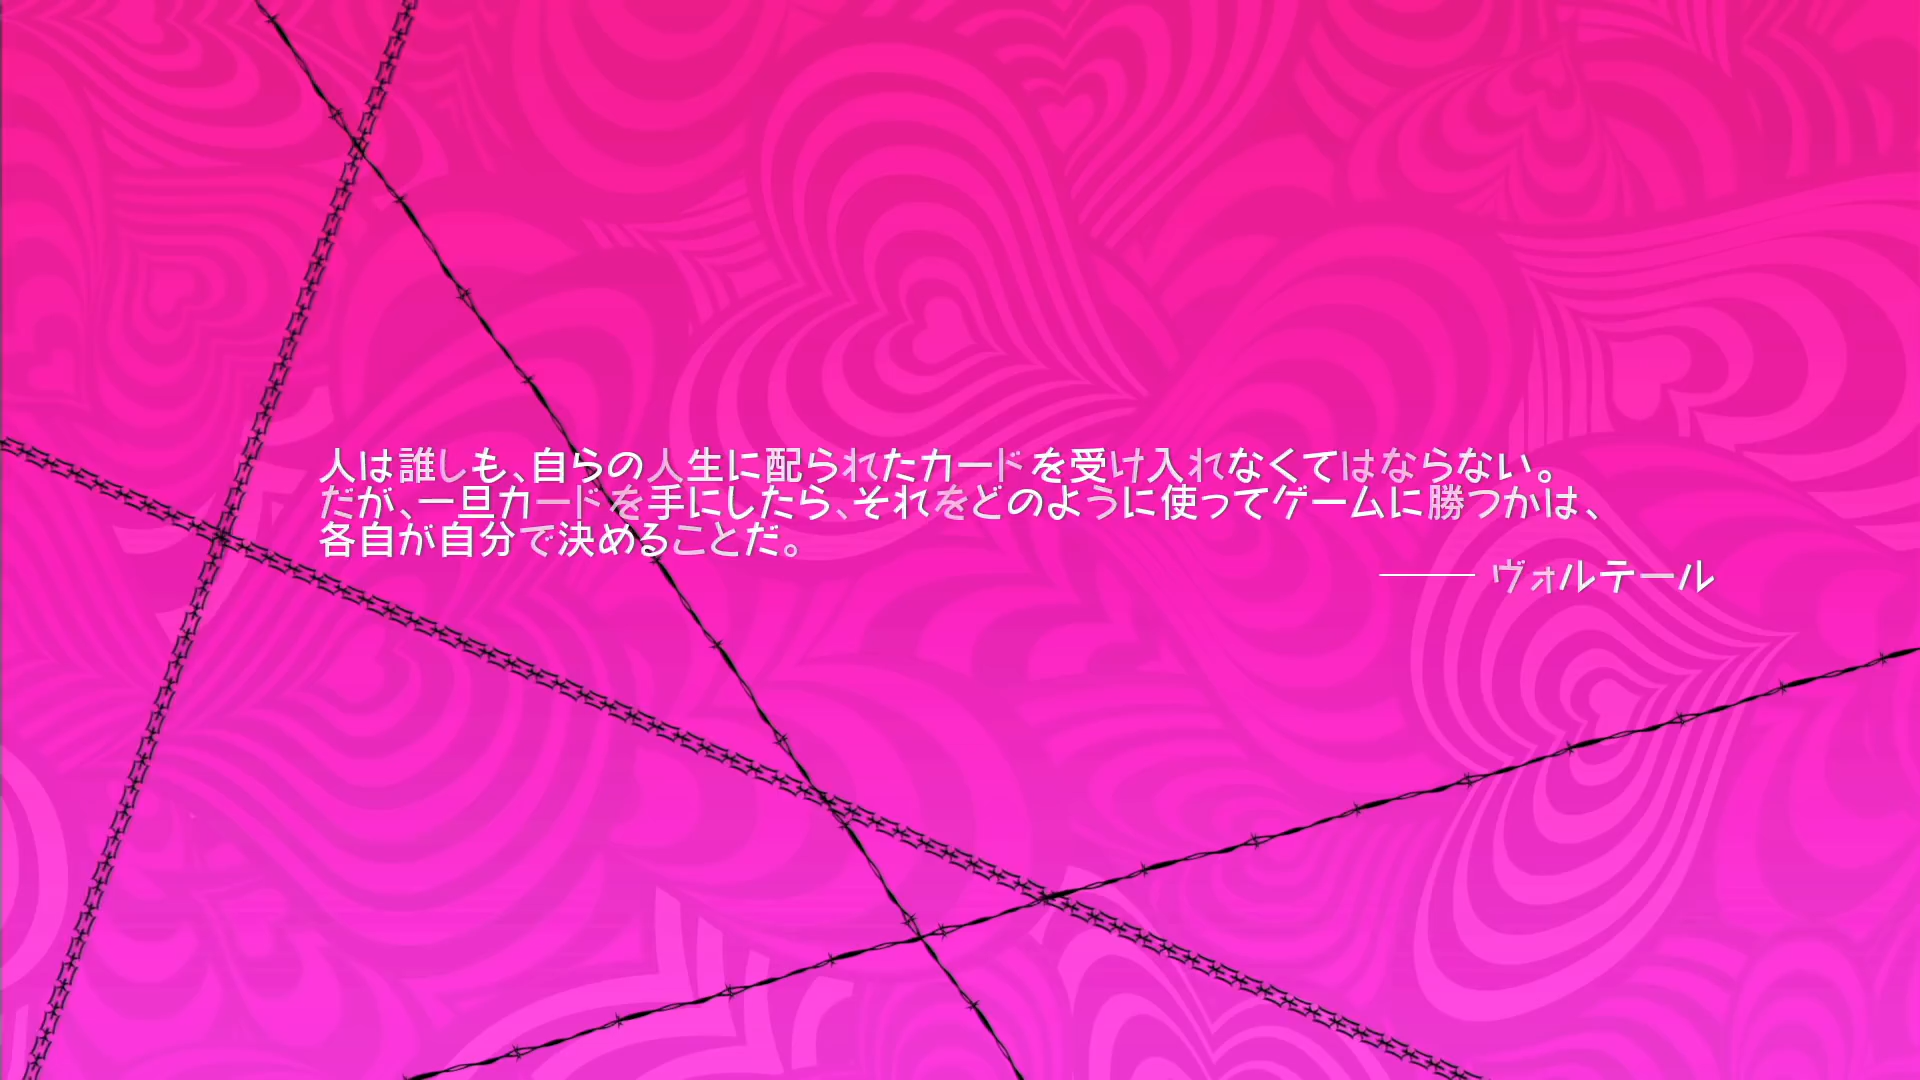 人は誰しも、自らの人生に配られたカードを受け入れなくてはならない。
だが、一旦カードを手にしたら、それをどのように使ってゲームに勝つかは、
各自が自分で決めることだ。
―― ヴォルテール